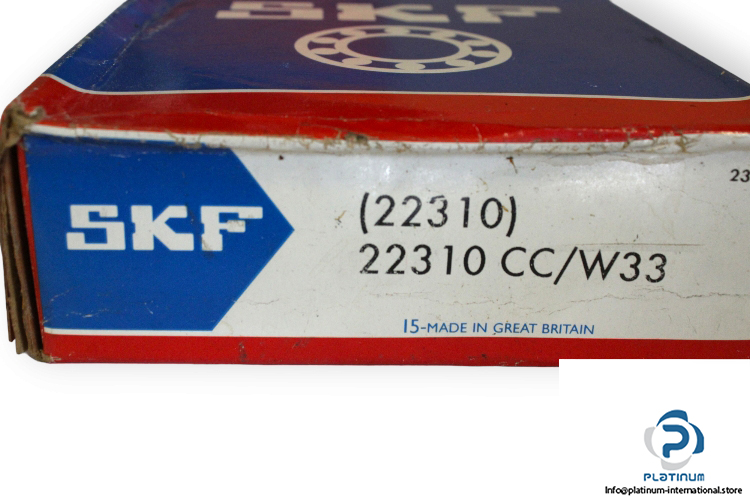 SKF
23
SKF
(22310)
22310 CC/W33
15-MADE IN GREAT BRITAIN
PLATINUM
Info@platinum-international.store